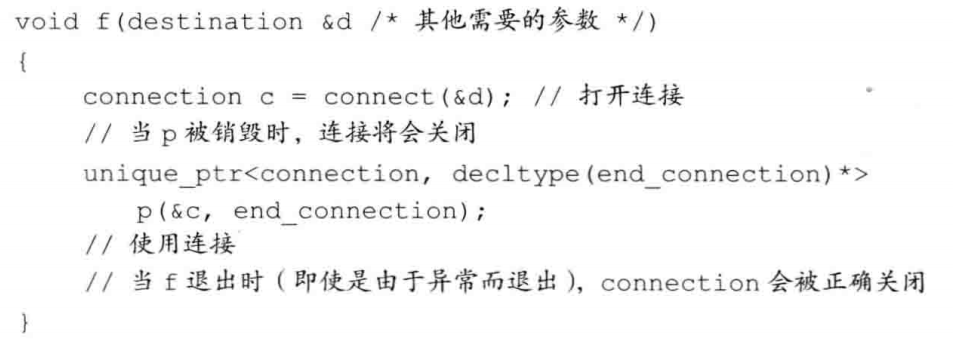 void f(destination &d /* 其他需要的参数 */)
{
    connection c = connect(&d); // 打开连接
    // 当 p 被销毁时，连接将会关闭
    unique_ptr<connection, decltype(end_connection)*>
        p(&c, end_connection);
    // 使用连接
    // 当 f 退出时（即使是由于异常而退出），connection 会被正确关闭
}